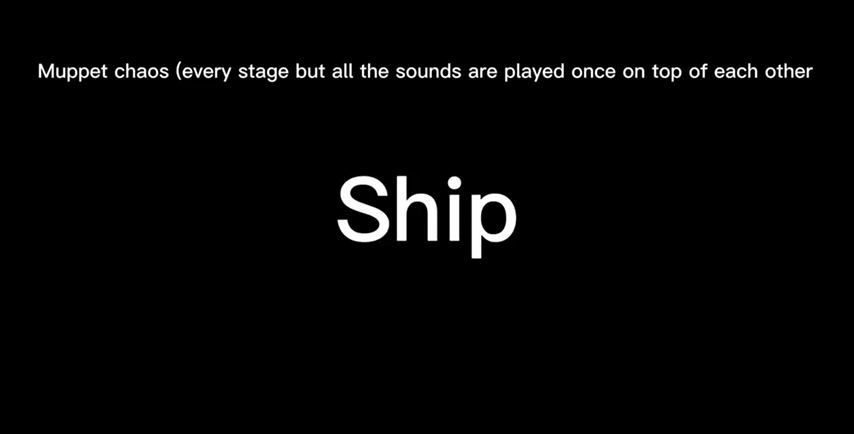 Muppet chaos (every stage but all the sounds are played once on top of each other
Ship